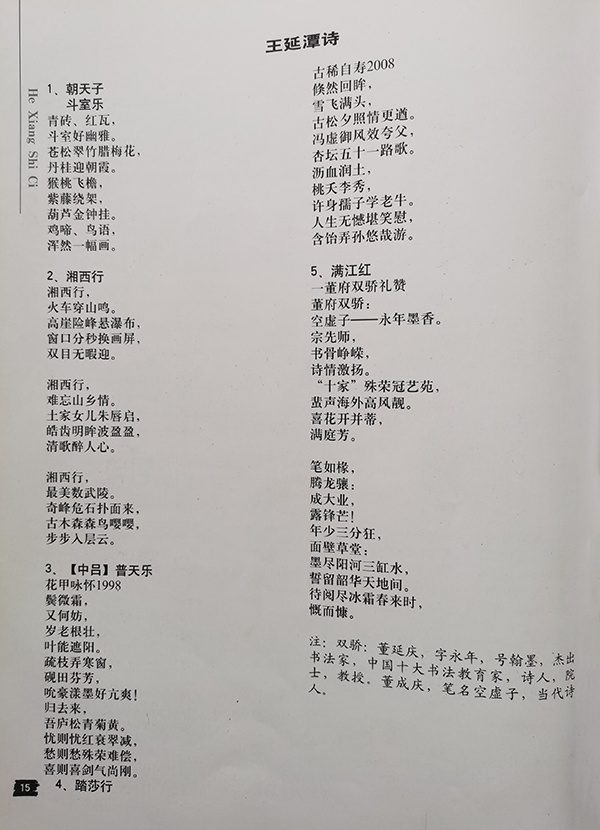 王延潭诗
He Xiang Shi Ci
1、朝天子
斗室乐
青砖、红瓦，
斗室好幽雅。
苍松翠竹腊梅花，
丹桂迎朝霞。
猴桃飞檐，
紫藤绕架，
葫芦金钟挂。
鸡啼、鸟语，
浑然一幅画。
2、湘西行
湘西行，
火车穿山鸣。
高崖险峰悬瀑布，
窗口分秒换画屏，
双目无暇迎。
湘西行，
难忘山乡情。
土家女儿朱唇启，
皓齿明眸波盈盈，
清歌醉人心。
湘西行，
最美数武陵。
奇峰危石扑面来，
古木森森鸟嘤嘤，
步步入层云。
3、【中吕】普天乐
花甲咏怀1998
鬓微霜，
又何妨，
岁老根壮，
叶能遮阳。
疏枝弄寒窗，
砚田芬芳，
吮豪漾墨好亢爽！
归去来，
吾庐松青菊黄。
忧则忧红衰翠减，
愁则愁殊荣难偿，
喜则喜剑气尚刚。
4、踏莎行
古稀自寿2008
倏然回眸，
雪飞满头，
古松夕照情更遒。
冯虚御风效夸父，
杏坛五十一路歌。
沥血润土，
桃夭李秀，
许身孺子学老牛。
人生无憾堪笑慰，
含饴弄孙悠哉游。
5、满江红
一董府双骄礼赞
董府双骄：
空虚子——永年墨香。
宗先师，
书骨峥嵘，
诗情激扬。
“十家”殊荣冠艺苑，
蜚声海外高风靓。
喜花开并蒂，
满庭芳。
笔如椽，
腾龙骧：
成大业，
露锋芒！
年少三分狂，
面壁草堂：
墨尽阳河三缸水，
誓留韶华天地间。
待阅尽冰霜春来时，
慨而慷。
注：双骄：董延庆，字永年，号翰墨，杰出
书法家，中国十大书法教育家，诗人，院
士，教授。董成庆，笔名空虚子，当代诗
人。
15